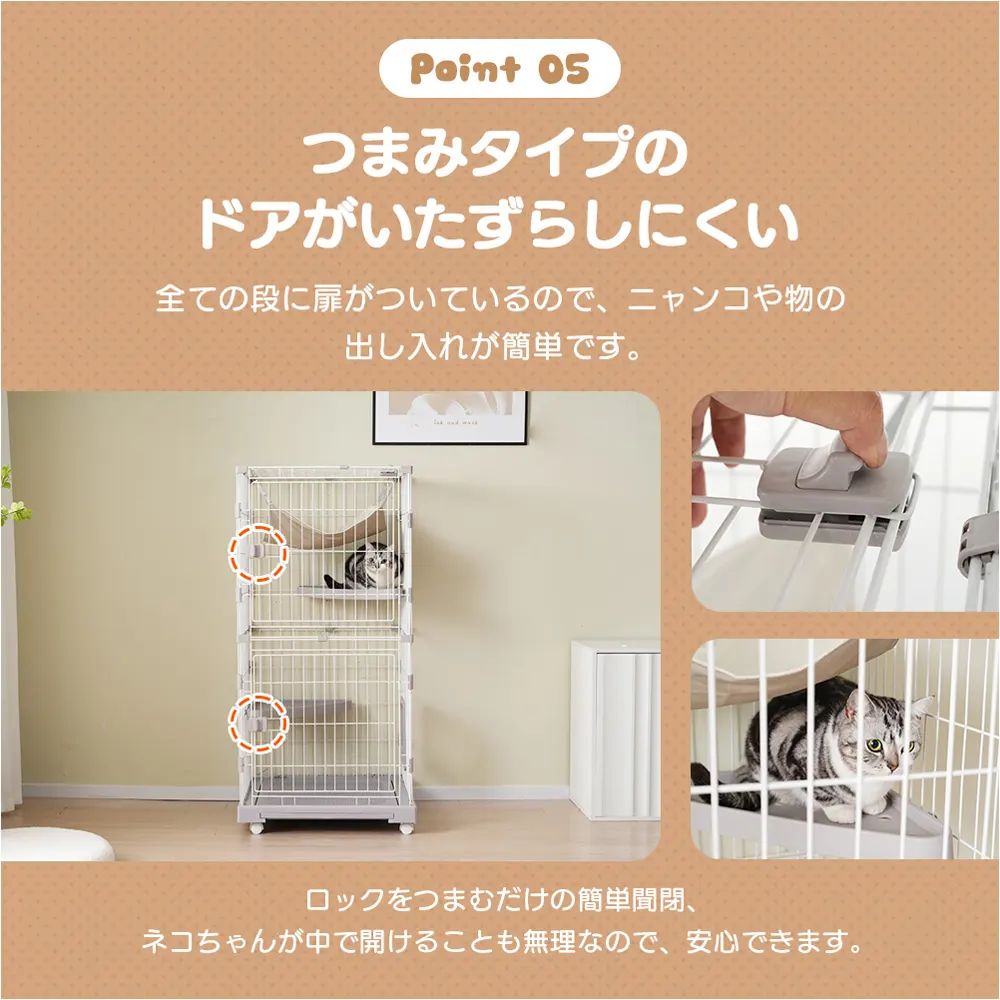 Point 05
つまみタイプの
ドアがいたずらしにくい
全ての段に扉がついているので、ニャンコや物の
出し入れが簡単です。
ロックをつまむだけの簡単聞閉、
ネコちゃんが中で開けることも無理なので、安心できます。